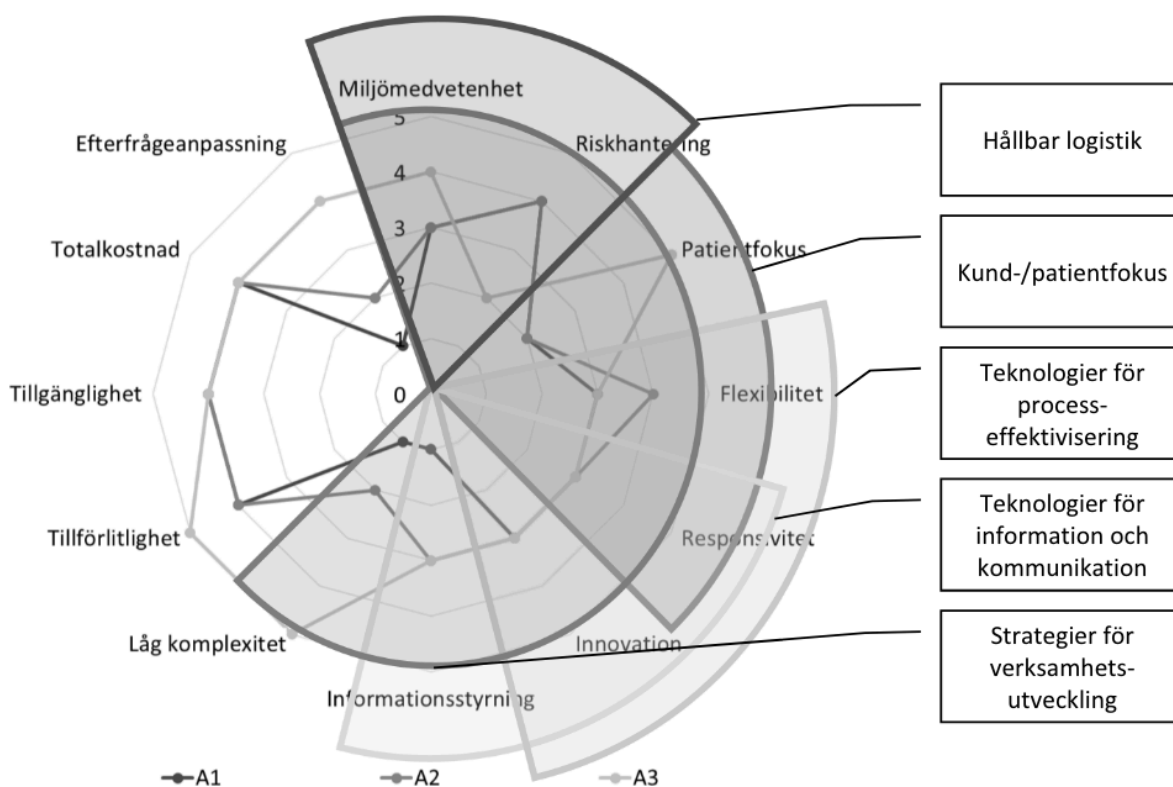 Miljömedvetenhet
Efterfrågeanpassning
Riskhantering
Totalkostnad
Patientfokus
Tillgänglighet
Flexibilitet
Tillförlitlighet
Responsivitet
Låg komplexitet
Innovation
Informationsstyrning
5
4
3
2
1
0
A1
A2
A3
Hållbar logistik
Kund-/patientfokus
Teknologier för
process-
effektivisering
Teknologier för
information och
kommunikation
Strategier för
verksamhets-
utveckling